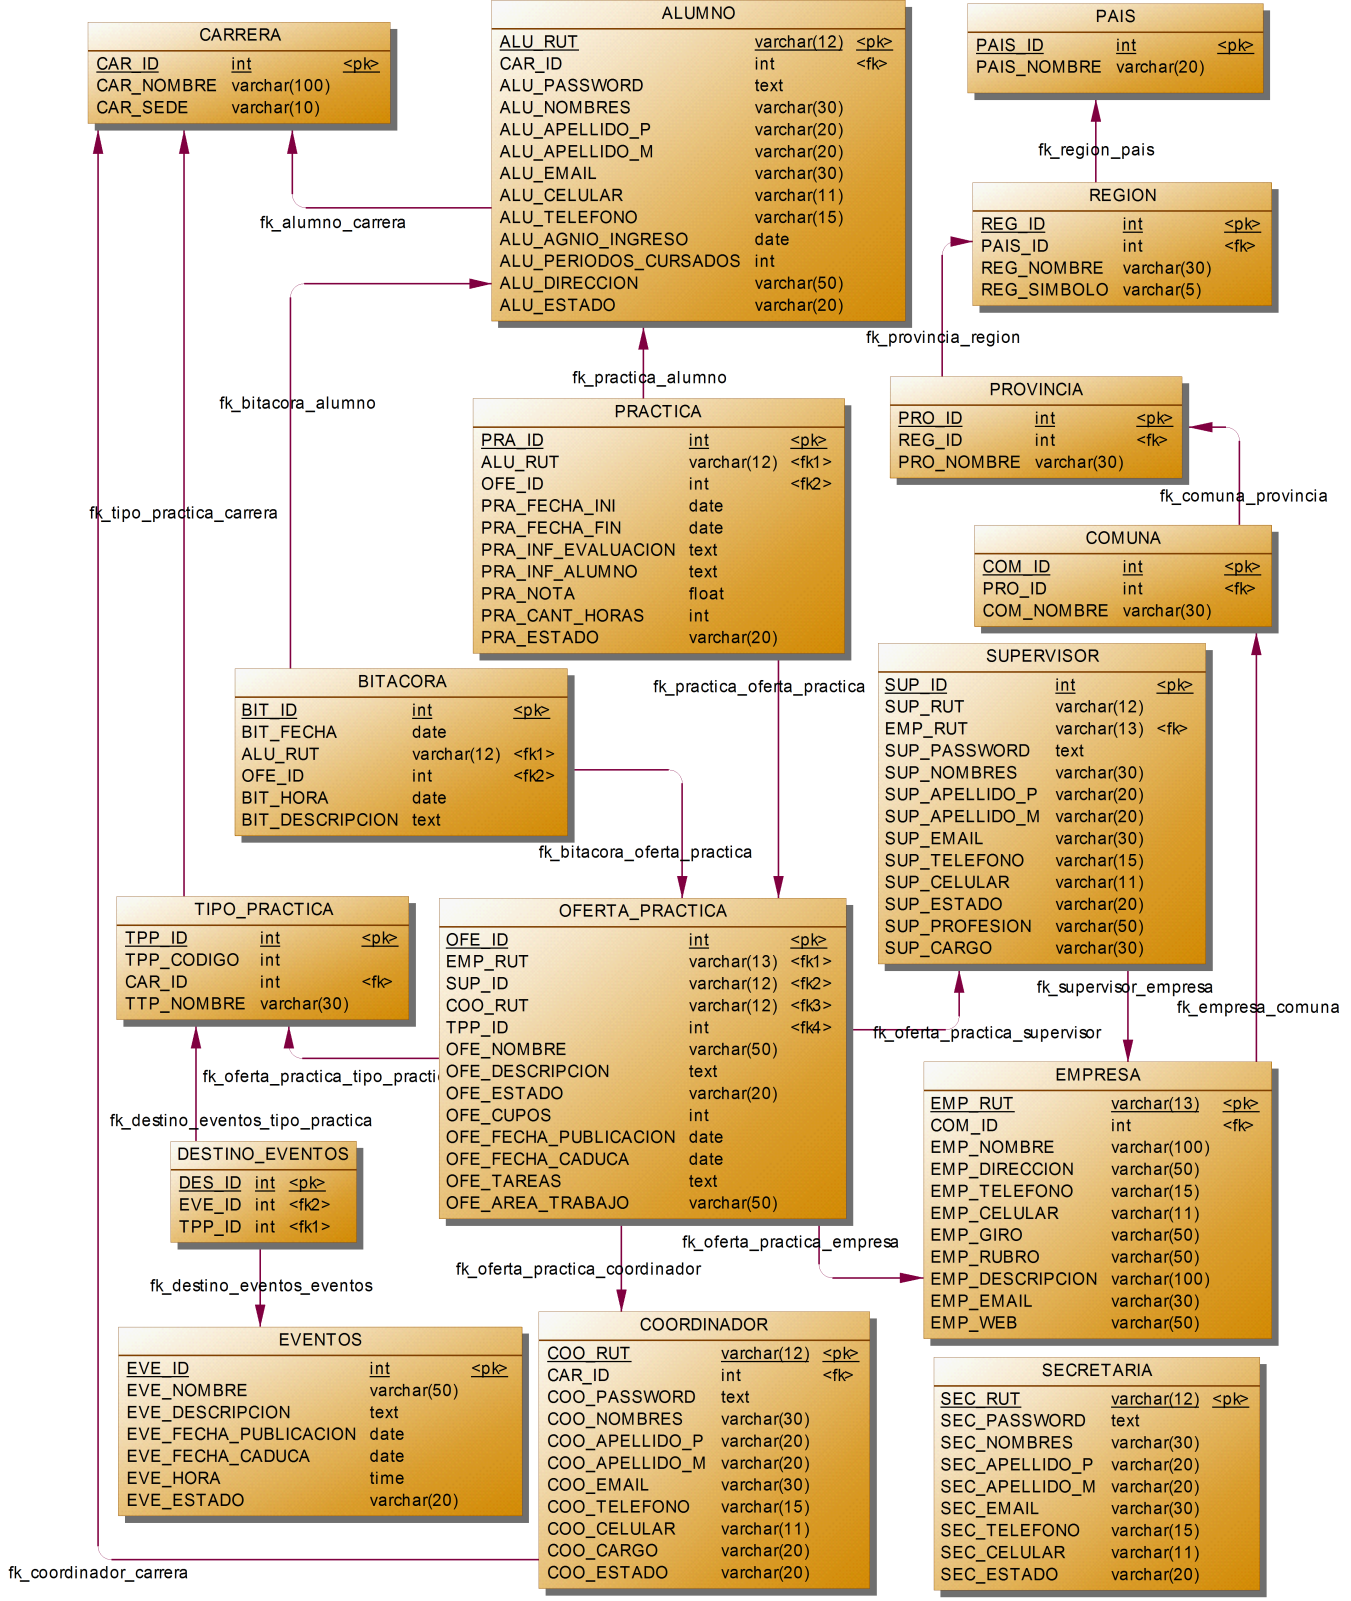 CARRERA
CAR_ID int <pk>
CAR_NOMBRE varchar(100)
CAR_SEDE varchar(10)
ALUMNO
ALU_RUT varchar(12) <pk>
CAR_ID int <fk>
ALU_PASSWORD text
ALU_NOMBRES varchar(30)
ALU_APELLIDO_P varchar(20)
ALU_APELLIDO_M varchar(20)
ALU_EMAIL varchar(30)
ALU_CELULAR varchar(11)
ALU_TELEFONO varchar(15)
ALU_AGNIO_INGRESO date
ALU_PERIODOS_CURSADOS int
ALU_DIRECCION varchar(50)
ALU_ESTADO varchar(20)
PAIS
PAIS_ID int <pk>
PAIS_NOMBRE varchar(20)
fk_region_pais
REGION
REG_ID int <pk>
PAIS_ID int <fk>
REG_NOMBRE varchar(30)
REG_SIMBOLO varchar(5)
fk_alumno_carrera
fk_provincia_region
fk_practica_alumno
fk_bitacora_alumno
PROVINCIA
PRO_ID int <pk>
REG_ID int <fk>
PRO_NOMBRE varchar(30)
PRACTICA
PRA_ID int <pk>
ALU_RUT varchar(12) <fk1>
OFE_ID int <fk2>
PRA_FECHA_INI date
PRA_FECHA_FIN date
PRA_INF_EVALUACION text
PRA_INF_ALUMNO text
PRA_NOTA float
PRA_CANT_HORAS int
PRA_ESTADO varchar(20)
fk_comuna_provincia
fk_tipo_practica_carrera
COMUNA
COM_ID int <pk>
PRO_ID int <fk>
COM_NOMBRE varchar(30)
SUPERVISOR
SUP_ID int <pk>
SUP_RUT varchar(12)
EMP_RUT varchar(13) <fk>
SUP_PASSWORD text
SUP_NOMBRES varchar(30)
SUP_APELLIDO_P varchar(20)
SUP_APELLIDO_M varchar(20)
SUP_EMAIL varchar(30)
SUP_TELEFONO varchar(15)
SUP_CELULAR varchar(11)
SUP_ESTADO varchar(20)
SUP_PROFESION varchar(50)
SUP_CARGO varchar(30)
BITACORA
BIT_ID int <pk>
BIT_FECHA date
ALU_RUT varchar(12) <fk1>
OFE_ID int <fk2>
BIT_HORA date
BIT_DESCRIPCION text
fk_practica_oferta_practica
fk_bitacora_oferta_practica
TIPO_PRACTICA
TPP_ID int <pk>
TPP_CODIGO int
CAR_ID int <fk>
TTP_NOMBRE varchar(30)
OFERTA_PRACTICA
OFE_ID int <pk>
EMP_RUT varchar(13) <fk1>
SUP_ID varchar(12) <fk2>
COO_RUT varchar(12) <fk3>
TPP_ID int <fk4>
OFE_NOMBRE varchar(50)
OFE_DESCRIPCION text
OFE_ESTADO varchar(20)
OFE_CUPOS int
OFE_FECHA_PUBLICACION date
OFE_FECHA_CADUCA date
OFE_TAREAS text
OFE_AREA_TRABAJO varchar(50)
fk_supervisor_empresa
fk_empresa_comuna
fk_oferta_practica_supervisor
fk_oferta_practica_tipo_practic
fk_destino_eventos_tipo_practica
EMPRESA
EMP_RUT varchar(13) <pk>
COM_ID int <fk>
EMP_NOMBRE varchar(100)
EMP_DIRECCION varchar(50)
EMP_TELEFONO varchar(15)
EMP_CELULAR varchar(11)
EMP_GIRO varchar(50)
EMP_RUBRO varchar(50)
EMP_DESCRIPCION varchar(100)
EMP_EMAIL varchar(30)
EMP_WEB varchar(50)
DESTINO_EVENTOS
DES_ID int <pk>
EVE_ID int <fk2>
TPP_ID int <fk1>
fk_oferta_practica_empresa
fk_oferta_practica_coordinador
fk_destino_eventos_eventos
EVENTOS
EVE_ID int <pk>
EVE_NOMBRE varchar(50)
EVE_DESCRIPCION text
EVE_FECHA_PUBLICACION date
EVE_FECHA_CADUCA date
EVE_HORA time
EVE_ESTADO varchar(20)
COORDINADOR
COO_RUT varchar(12) <pk>
CAR_ID int <fk>
COO_PASSWORD text
COO_NOMBRES varchar(30)
COO_APELLIDO_P varchar(20)
COO_APELLIDO_M varchar(20)
COO_EMAIL varchar(30)
COO_TELEFONO varchar(15)
COO_CELULAR varchar(11)
COO_CARGO varchar(20)
COO_ESTADO varchar(20)
SECRETARIA
SEC_RUT varchar(12) <pk>
SEC_PASSWORD text
SEC_NOMBRES varchar(30)
SEC_APELLIDO_P varchar(20)
SEC_APELLIDO_M varchar(20)
SEC_EMAIL varchar(30)
SEC_TELEFONO varchar(15)
SEC_CELULAR varchar(11)
SEC_ESTADO varchar(20)
fk_coordinador_carrera